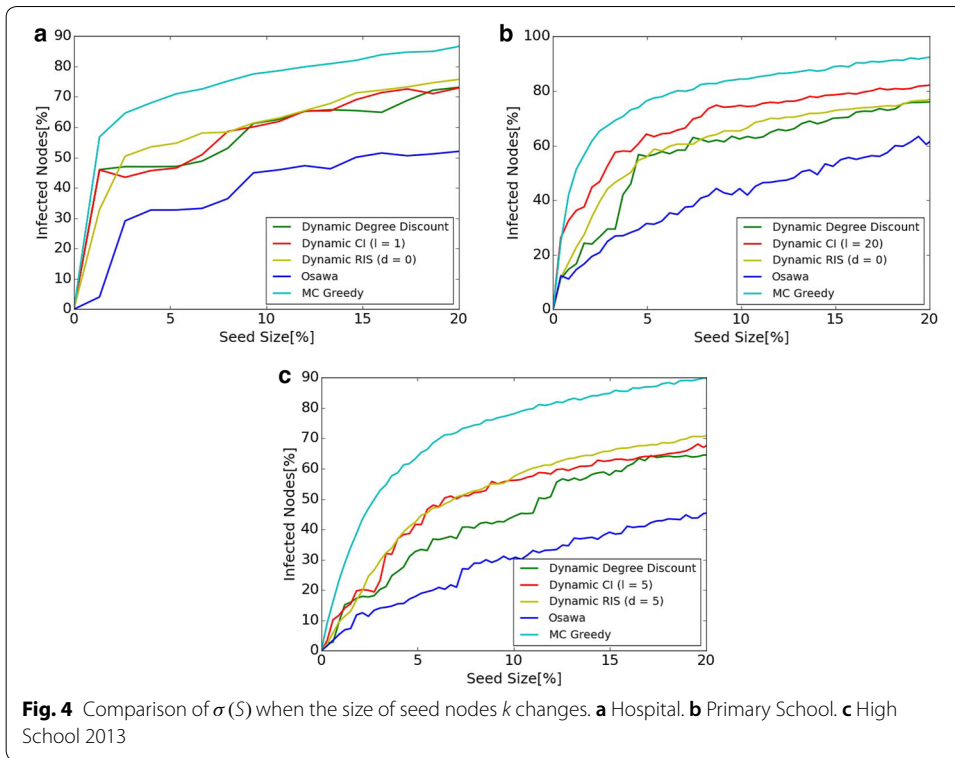 a
90
80
70
60
50
40
30
20
10
0
Infected Nodes[%]
0 5 10 15 20
Seed Size[%]
Dynamic Degree Discount
Dynamic CI (l = 1)
Dynamic RIS (d = 0)
Osawa
MC Greedy
b
100
80
60
40
20
0
Infected Nodes[%]
0 5 10 15 20
Seed Size[%]
Dynamic Degree Discount
Dynamic CI (l = 20)
Dynamic RIS (d = 0)
Osawa
MC Greedy
c
90
80
70
60
50
40
30
20
10
0
Infected Nodes[%]
0 5 10 15 20
Seed Size[%]
Dynamic Degree Discount
Dynamic CI (l = 5)
Dynamic RIS (d = 5)
Osawa
MC Greedy
Fig. 4 Comparison of σ(S) when the size of seed nodes k changes. a Hospital. b Primary School. c High
School 2013